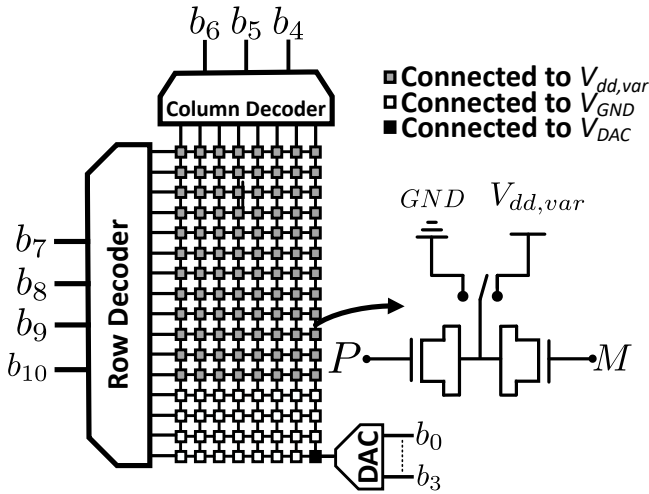 b6 b5 b4
Column Decoder
Connected to Vdd,var
Connected to VGND
Connected to VDAC
Row Decoder
b7
b8
b9
b10
GND Vdd,var
P M
DAC
b0
b3